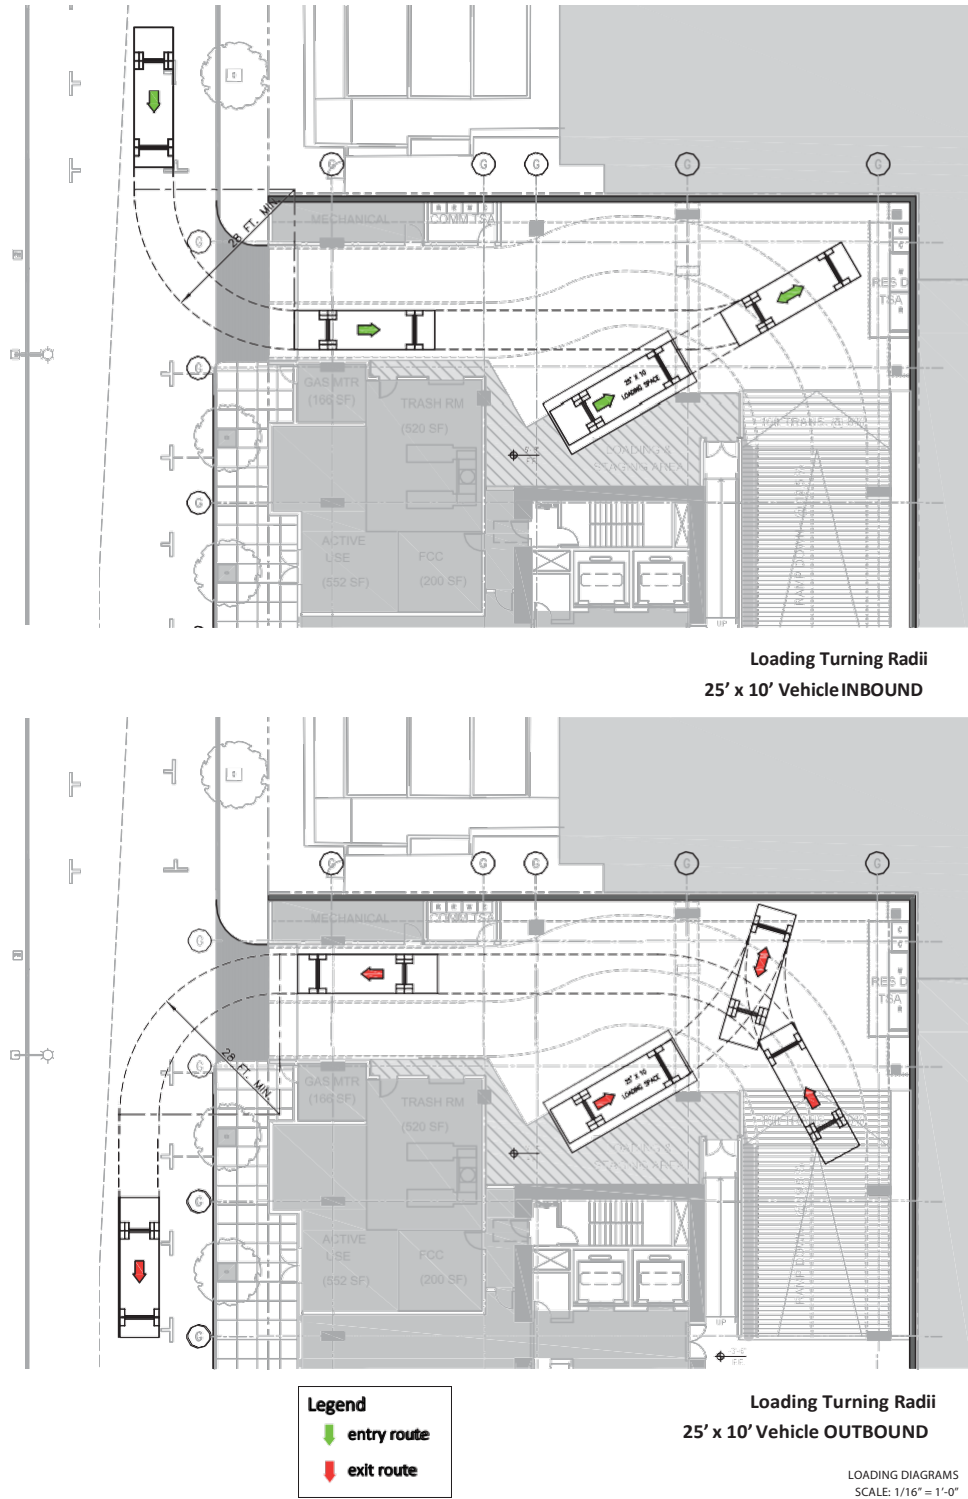 G
G
G
G
G
28 FT. MIN.
MECHANICAL
COMM.TSA
G
RES D
TSA
GAS MTR
(166 SF)
TRASH RM
(520 SF)
25' X 10
LOADING SPACE
G
LOADING &
STAGING AREA
G
ACTIVE
USE
(552 SF)
FCC
(200 SF)
UP
Loading Turning Radii
25’ x 10’ Vehicle INBOUND
G
G
G
G
G
MECHANICAL
COMM.TSA
G
RES D
TSA
28 FT. MIN.
G
GAS MTR
(166 SF)
TRASH RM
(520 SF)
25' X 10
LOADING SPACE
G
ACTIVE
USE
(552 SF)
FCC
(200 SF)
UP
G
Legend
entry route
exit route
Loading Turning Radii
25’ x 10’ Vehicle OUTBOUND
LOADING DIAGRAMS
SCALE: 1/16” = 1’-0”